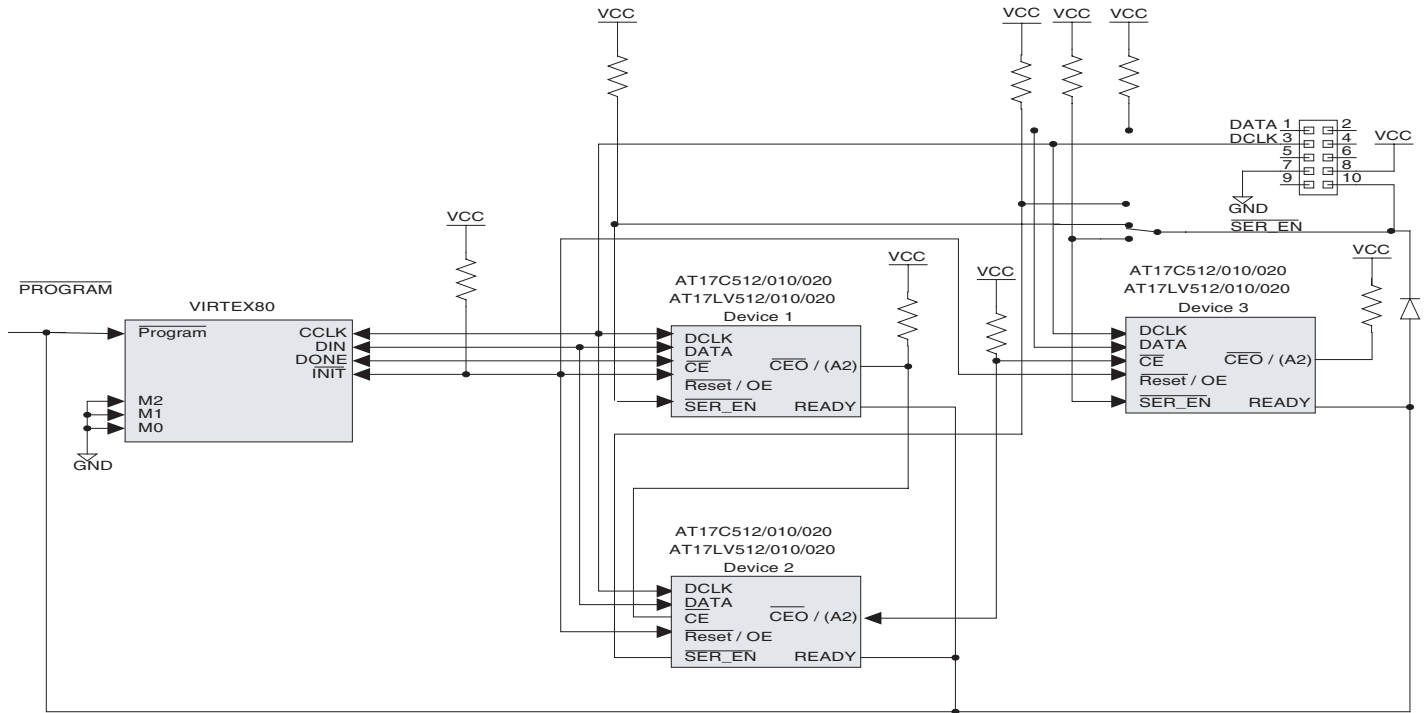 VCC
VCC
VCC
VCC
DATA 1 2
DCLK 3 4
5 6
7 8
9 10
VCC
GND
SER_EN
VCC
VCC
VCC
VCC
PROGRAM
VIRTEX80
Program
CCLK
DIN
DONE
INIT
M2
M1
M0
GND
AT17C512/010/020
AT17LV512/010/020
Device 1
DCLK
DATA
CE
CEO / (A2)
Reset / OE
SER_EN
READY
AT17C512/010/020
AT17LV512/010/020
Device 3
DCLK
DATA
CE
CEO / (A2)
Reset / OE
SER_EN
READY
AT17C512/010/020
AT17LV512/010/020
Device 2
DCLK
DATA
CE
CEO / (A2)
Reset / OE
SER_EN
READY